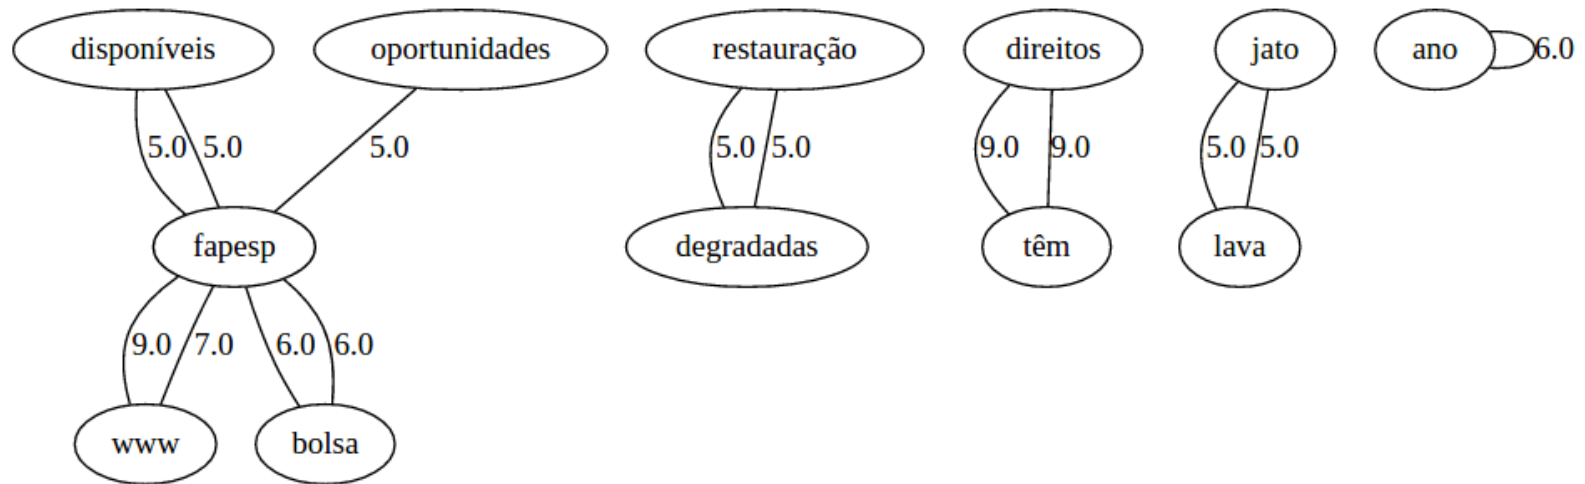 disponíveis oportunidades restauração direitos jato ano 6.0
5.0 5.0 5.0 5.0 5.0 9.0 9.0 5.0 5.0
fapesp degradadas têm lava
9.0 7.0 6.0 6.0
www bolsa